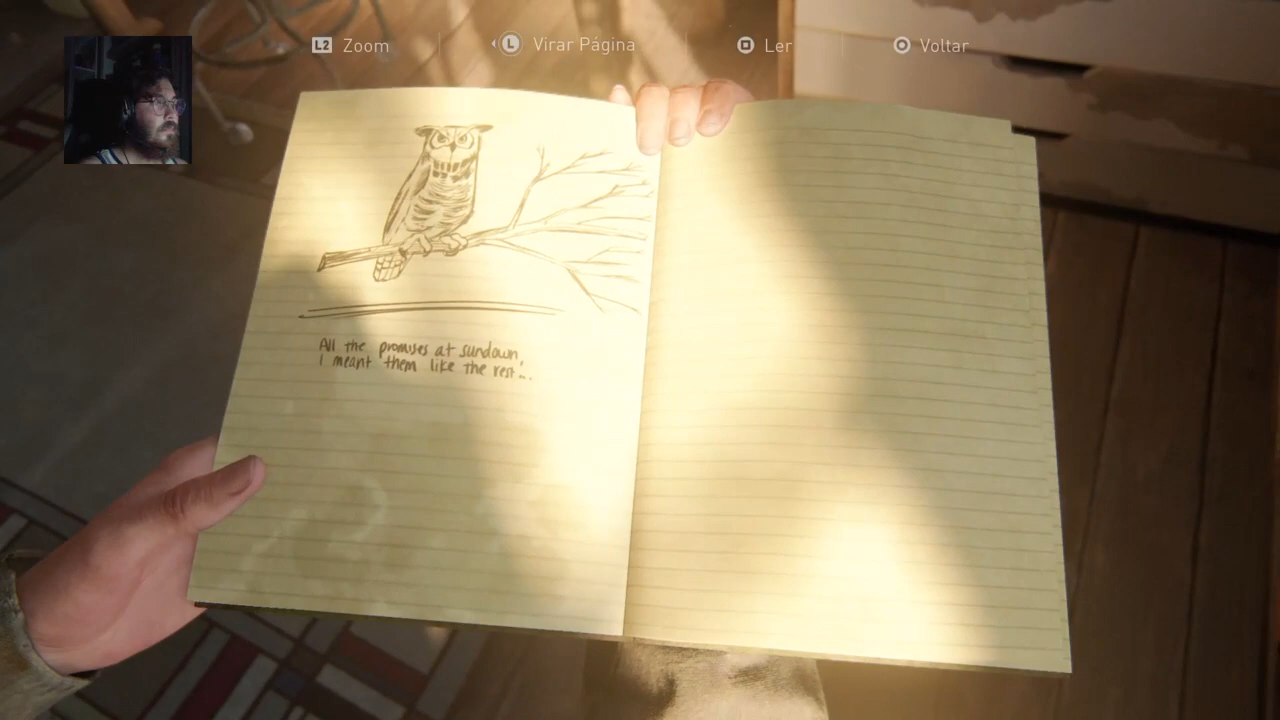 L2 Zoom
L Virar Página
Ler
Voltar
All the promises at sundown,
I meant them like the rest...